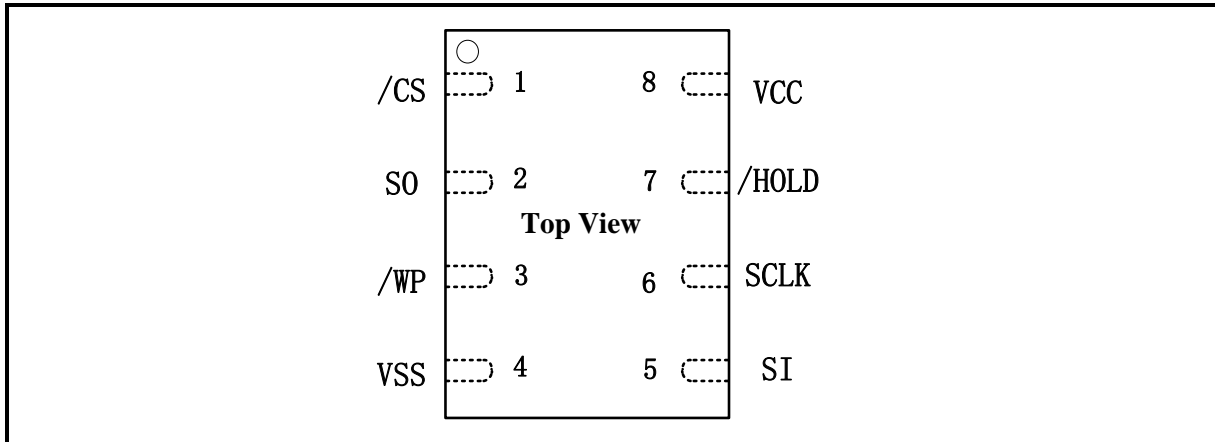 /CS 1 8 VCC
SO 2 7 /HOLD
Top View
/WP 3 6 SCLK
VSS 4 5 SI